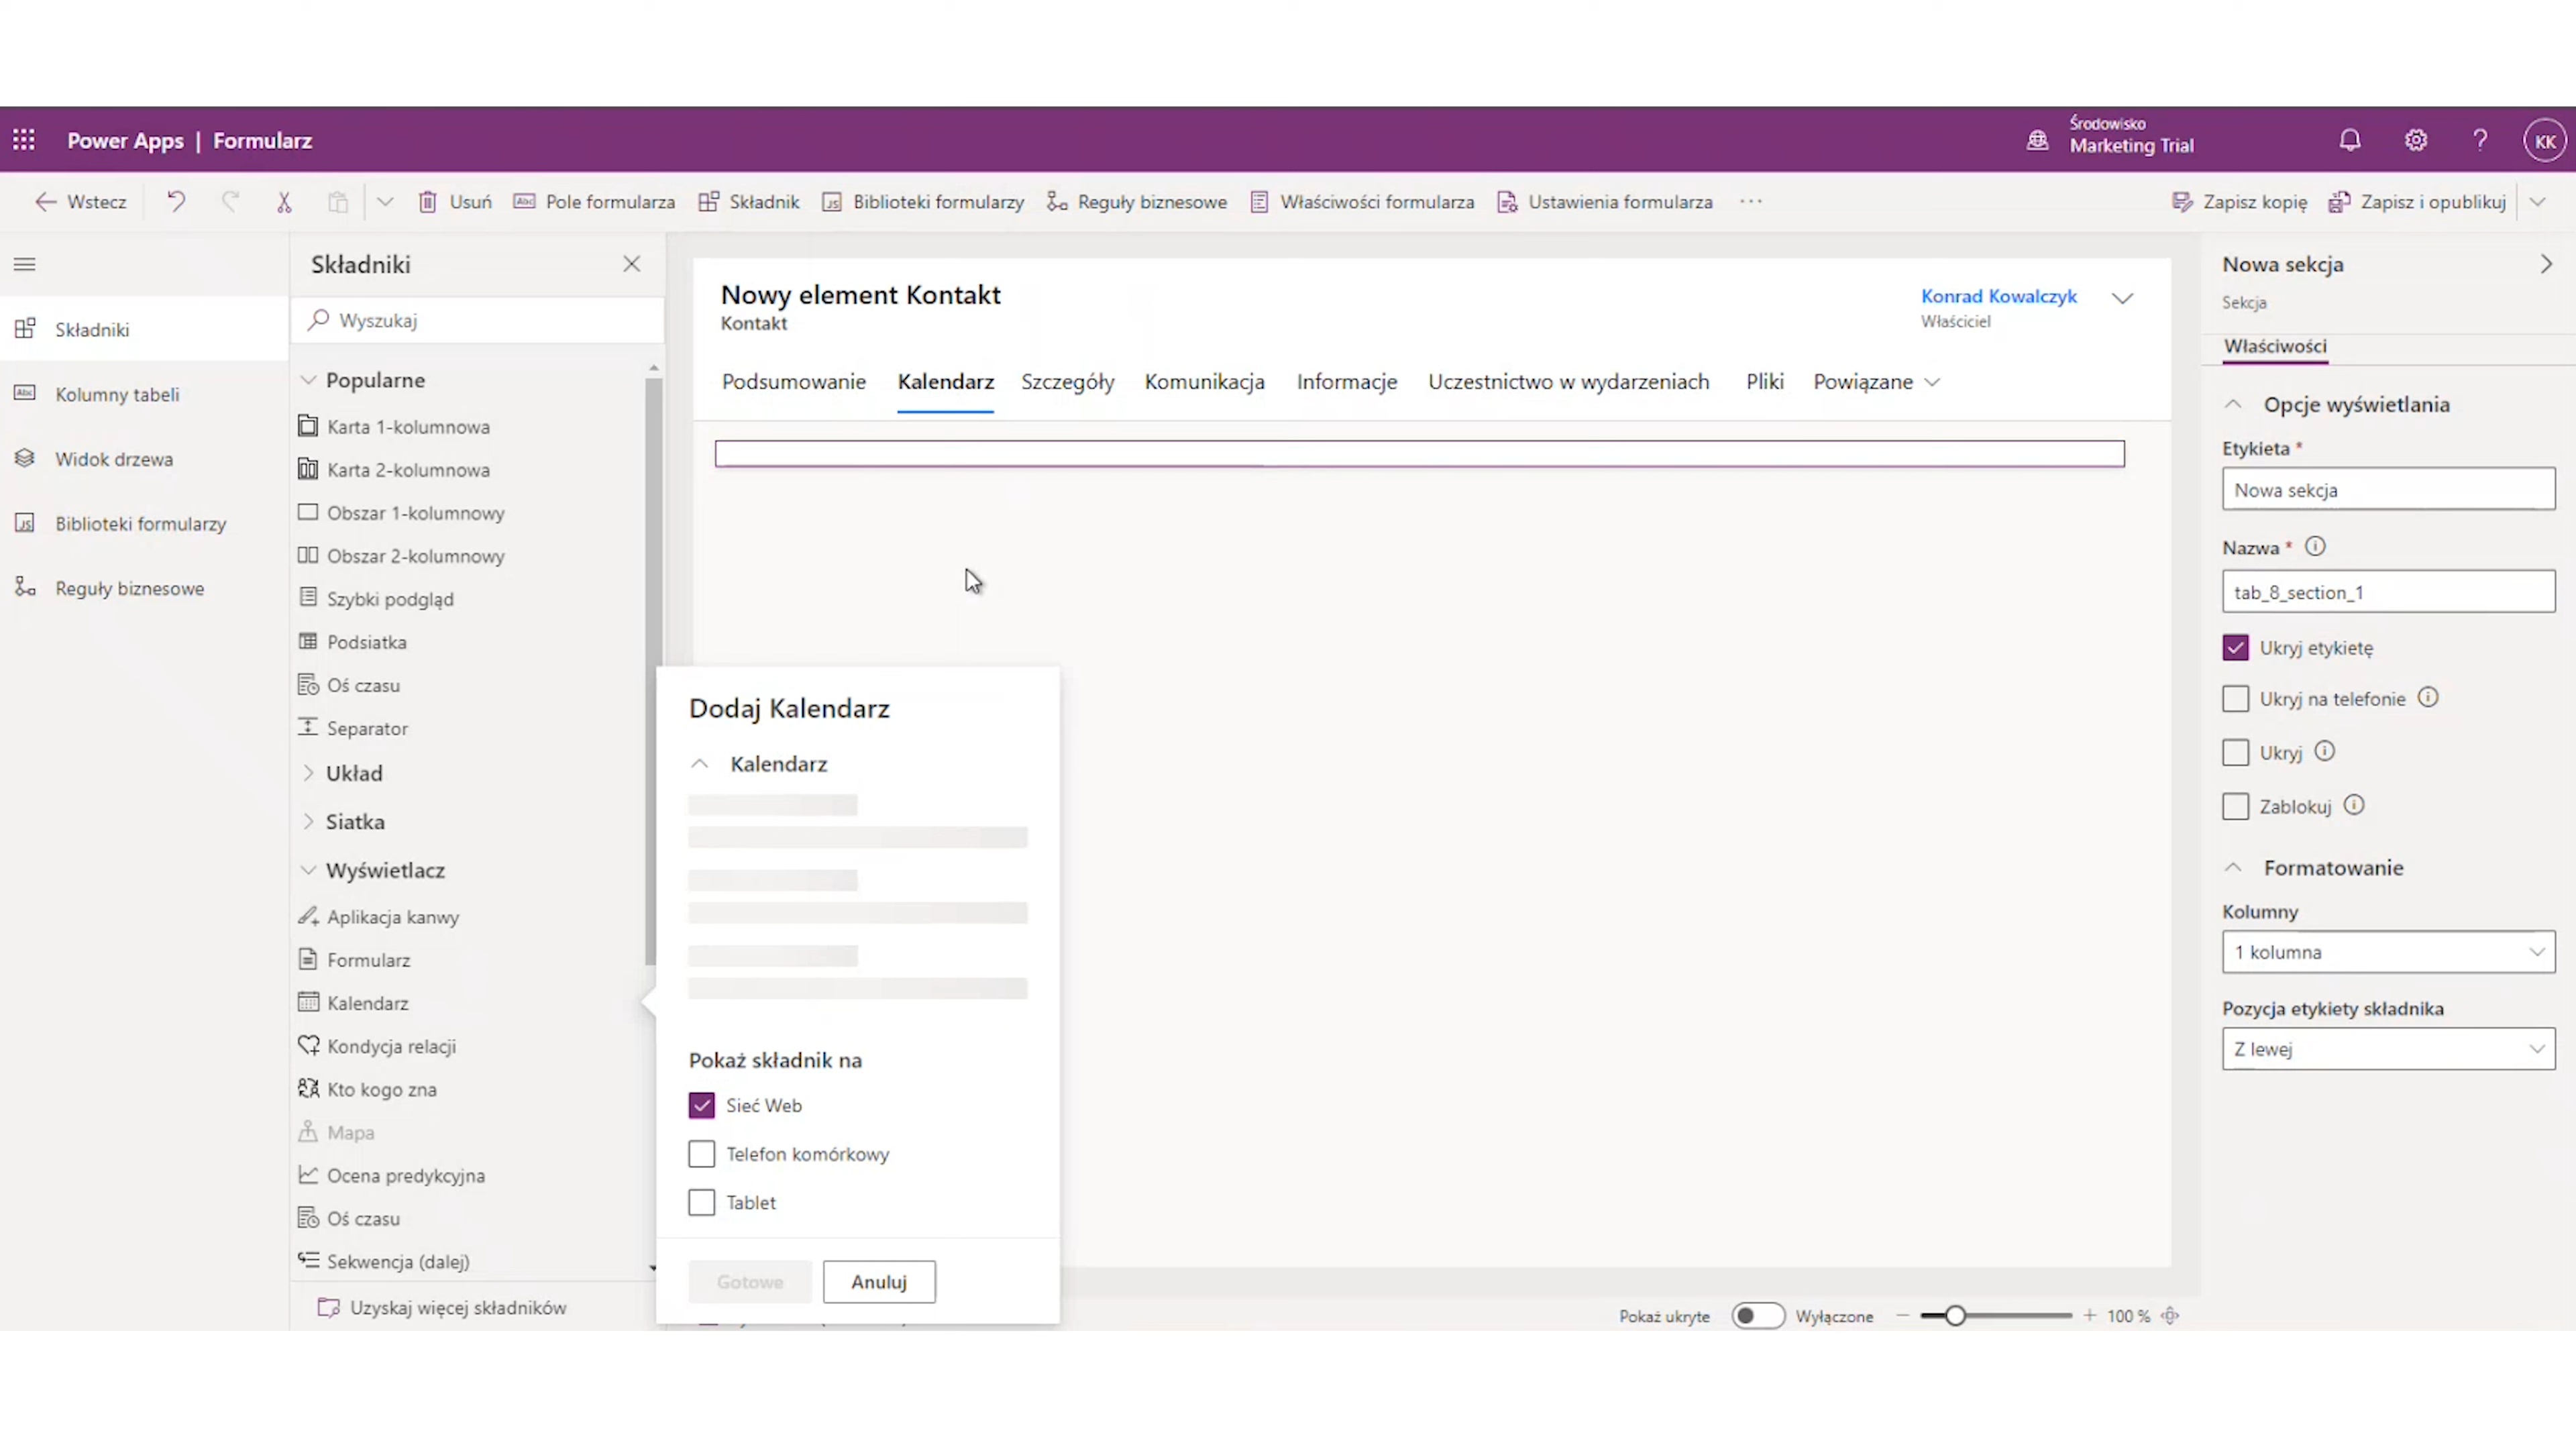 Power Apps | Formularz
Środowisko
Marketing Trial
KK
Wstecz
Usuń
Abc
Pole formularza
Składnik
JS
Biblioteki formularzy
Reguły biznesowe
Właściwości formularza
Ustawienia formularza
...
Zapisz kopię
Zapisz i opublikuj
Składniki
Abc
Kolumny tabeli
Widok drzewa
JS
Biblioteki formularzy
Reguły biznesowe
Składniki
Wyszukaj
Popularne
Karta 1-kolumnowa
Karta 2-kolumnowa
Obszar 1-kolumnowy
Obszar 2-kolumnowy
Szybki podgląd
Podsiatka
Oś czasu
Separator
Układ
Siatka
Wyświetlacz
Aplikacja kanwy
Formularz
Kalendarz
Kondycja relacji
Kto kogo zna
Mapa
Ocena predykcyjna
Oś czasu
Sekwencja (dalej)
Uzyskaj więcej składników
Nowy element Kontakt
Kontakt
Konrad Kowalczyk
Właściciel
Podsumowanie Kalendarz Szczegóły Komunikacja Informacje Uczestnictwo w wydarzeniach Pliki Powiązane
Dodaj Kalendarz
Kalendarz
Pokaż składnik na
Sieć Web
Telefon komórkowy
Tablet
Gotowe
Anuluj
Pokaż ukryte
Wyłączone
100 %
Nowa sekcja
Sekcja
Właściwości
Opcje wyświetlania
Etykieta *
Nowa sekcja
Nazwa *
tab_8_section_1
Ukryj etykietę
Ukryj na telefonie
Ukryj
Zablokuj
Formatowanie
Kolumny
1 kolumna
Pozycja etykiety składnika
Z lewej